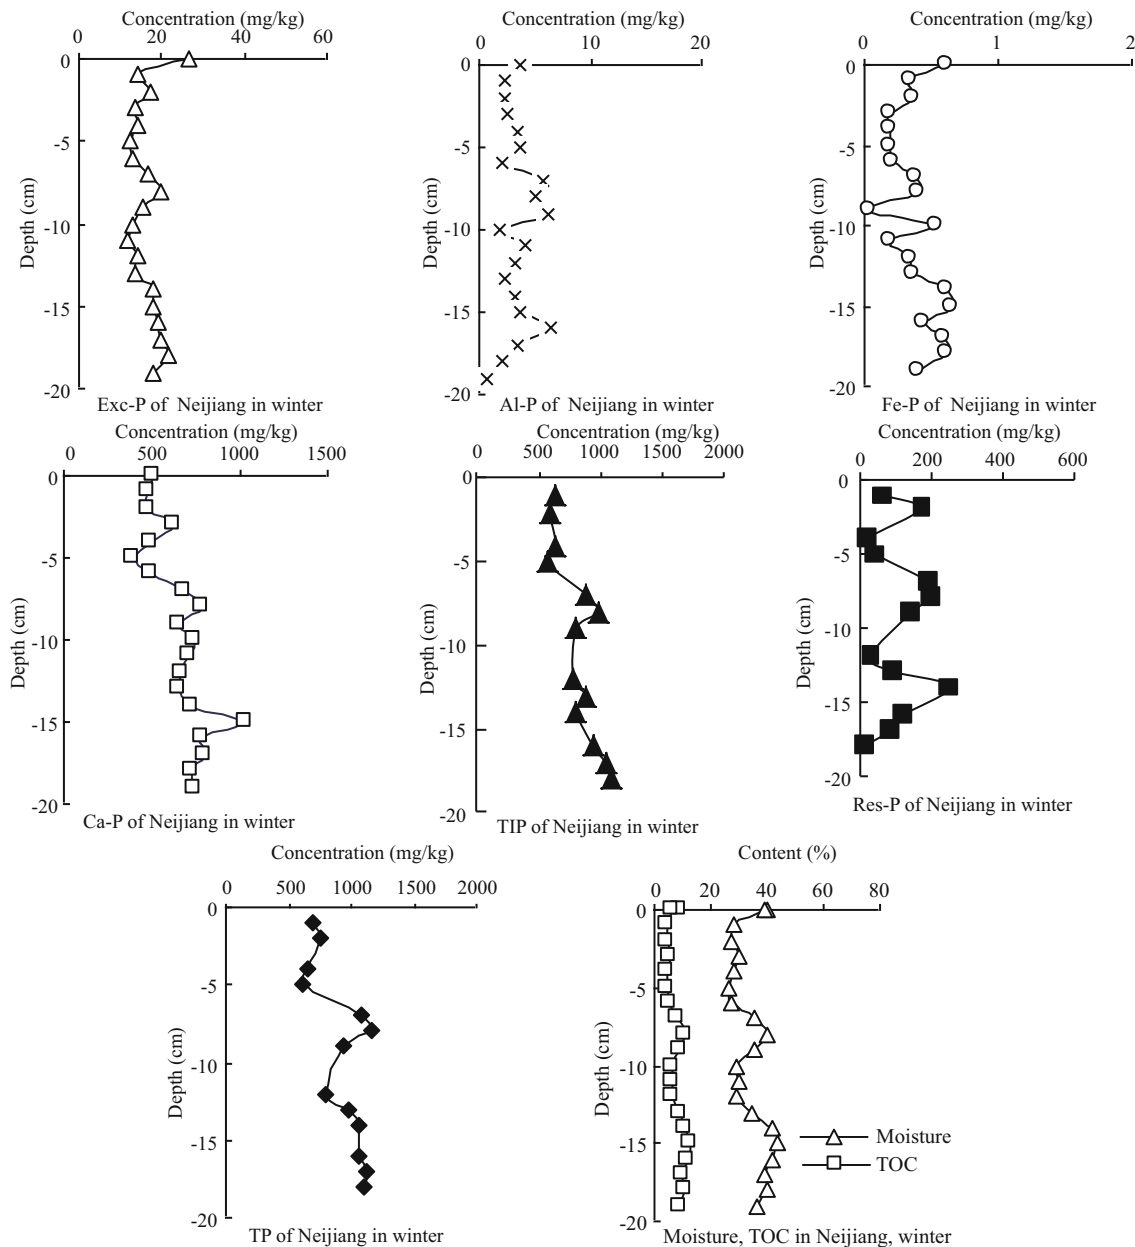 Concentration (mg/kg)
0 20 40 60
0
-5
-10
-15
-20
Depth (cm)
Exc-P of Neijiang in winter
Concentration (mg/kg)
0 10 20
0
-5
-10
-15
-20
Depth (cm)
Al-P of Neijiang in winter
Concentration (mg/kg)
0 1 2
0
-5
-10
-15
-20
Depth (cm)
Fe-P of Neijiang in winter
Concentration (mg/kg)
0 500 1000 1500
0
-5
-10
-15
-20
Depth (cm)
Ca-P of Neijiang in winter
Concentration (mg/kg)
0 500 1000 1500 2000
0
-5
-10
-15
-20
Depth (cm)
TIP of Neijiang in winter
Concentration (mg/kg)
0 200 400 600
0
-5
-10
-15
-20
Depth (cm)
Res-P of Neijiang in winter
Concentration (mg/kg)
0 500 1000 1500 2000
0
-5
-10
-15
-20
Depth (cm)
TP of Neijiang in winter
Content (%)
0 20 40 60 80
0
-5
-10
-15
-20
Depth (cm)
Moisture
TOC
Moisture, TOC in Neijiang, winter